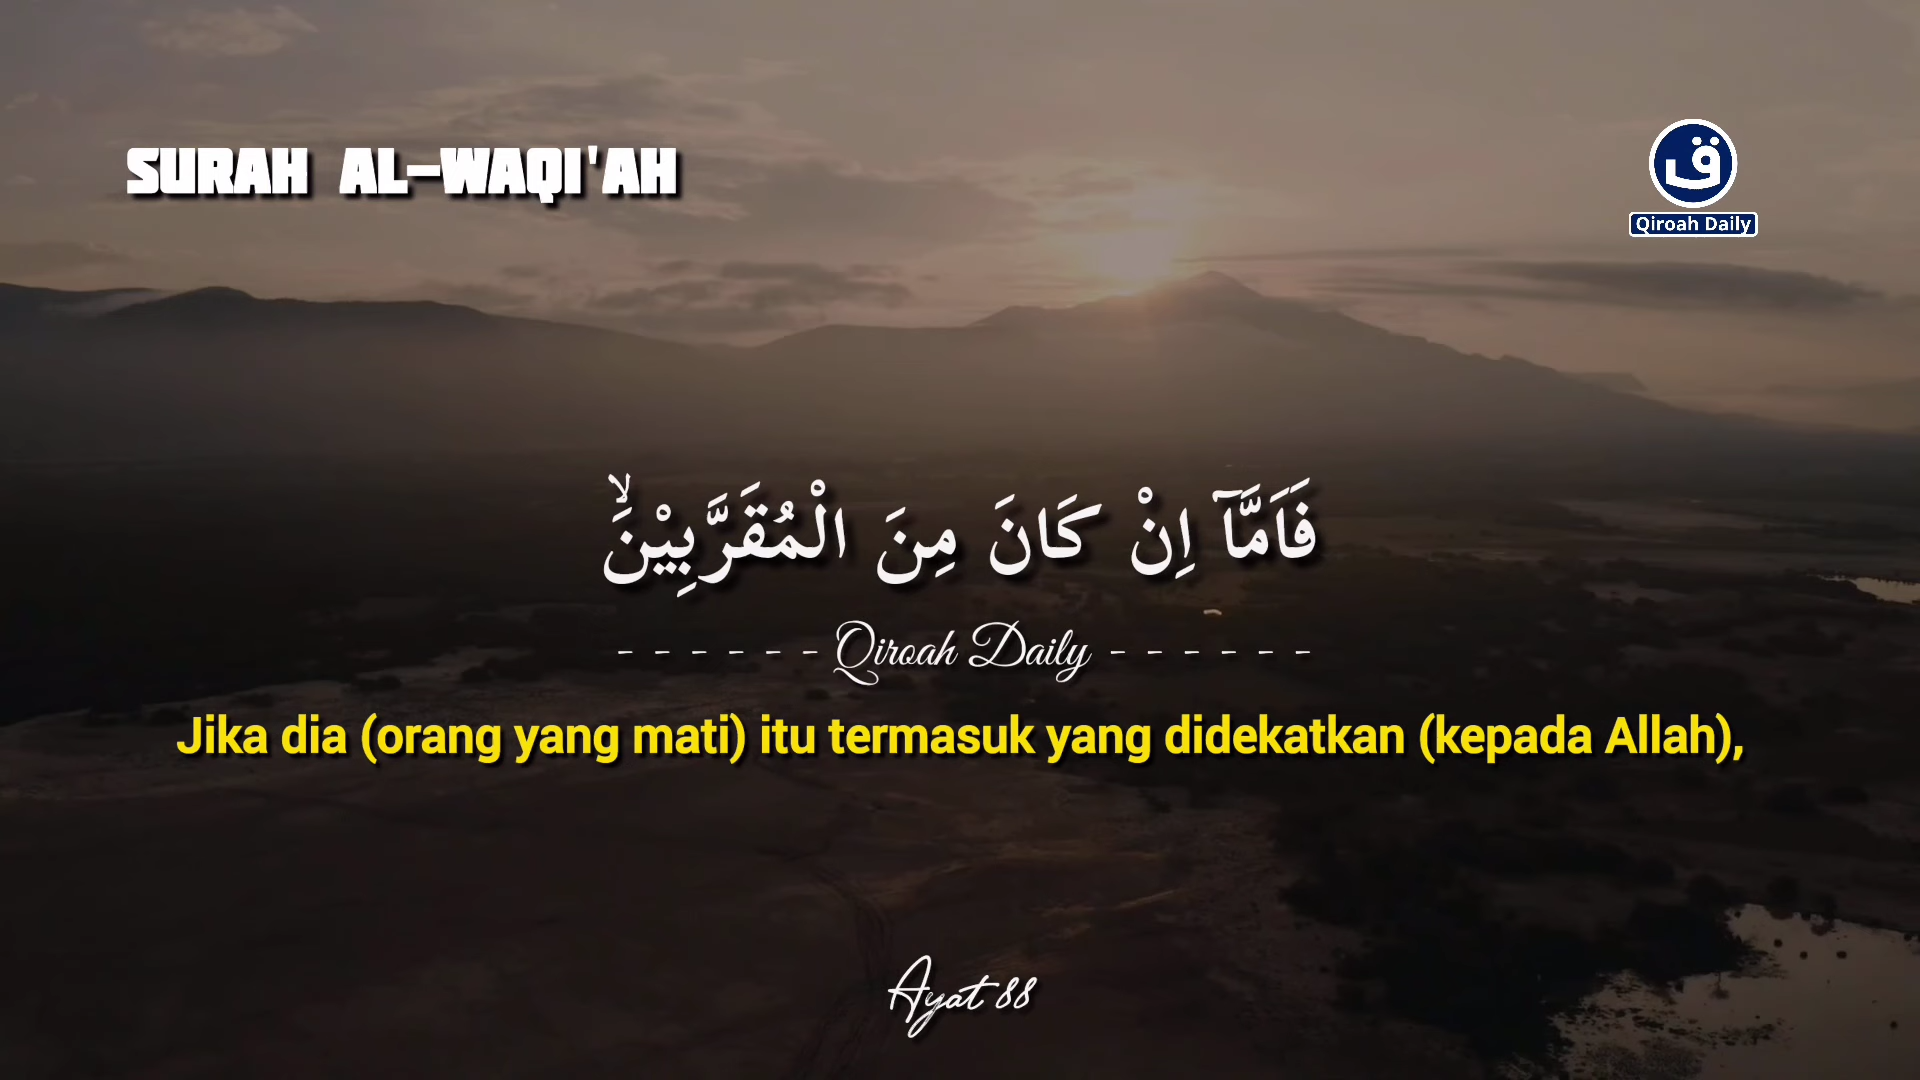 SURAH AL-WAQI'AH
ق
Qiroah Daily
فَاَمَّآ اِنْ كَانَ مِنَ الْمُقَرَّبِيْنَۙ
- - - - - - Qiroah Daily - - - - - -
Jika dia (orang yang mati) itu termasuk yang didekatkan (kepada Allah),
Ayat 88